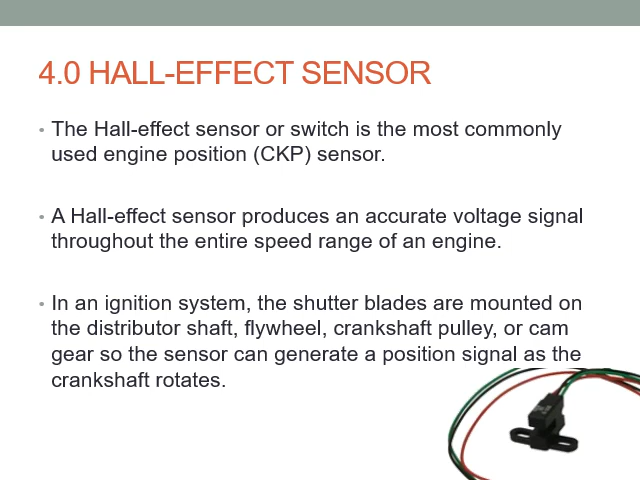 4.0 HALL-EFFECT SENSOR
• The Hall-effect sensor or switch is the most commonly
used engine position (CKP) sensor.
• A Hall-effect sensor produces an accurate voltage signal
throughout the entire speed range of an engine.
• In an ignition system, the shutter blades are mounted on
the distributor shaft, flywheel, crankshaft pulley, or cam
gear so the sensor can generate a position signal as the
crankshaft rotates.